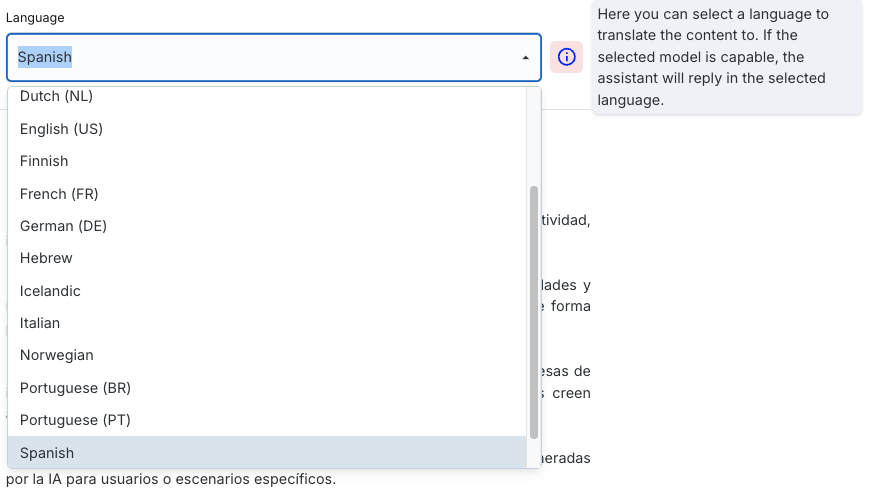 Language
Spanish
Here you can select a language to
translate the content to. If the
selected model is capable, the
assistant will reply in the selected
language.
Dutch (NL)
English (US)
Finnish
French (FR)
German (DE)
Hebrew
Icelandic
Italian
Norwegian
Portuguese (BR)
Portuguese (PT)
Spanish
tividad,
lades y
forma
esas de
creen
neradas
por la IA para usuarios o escenarios específicos.